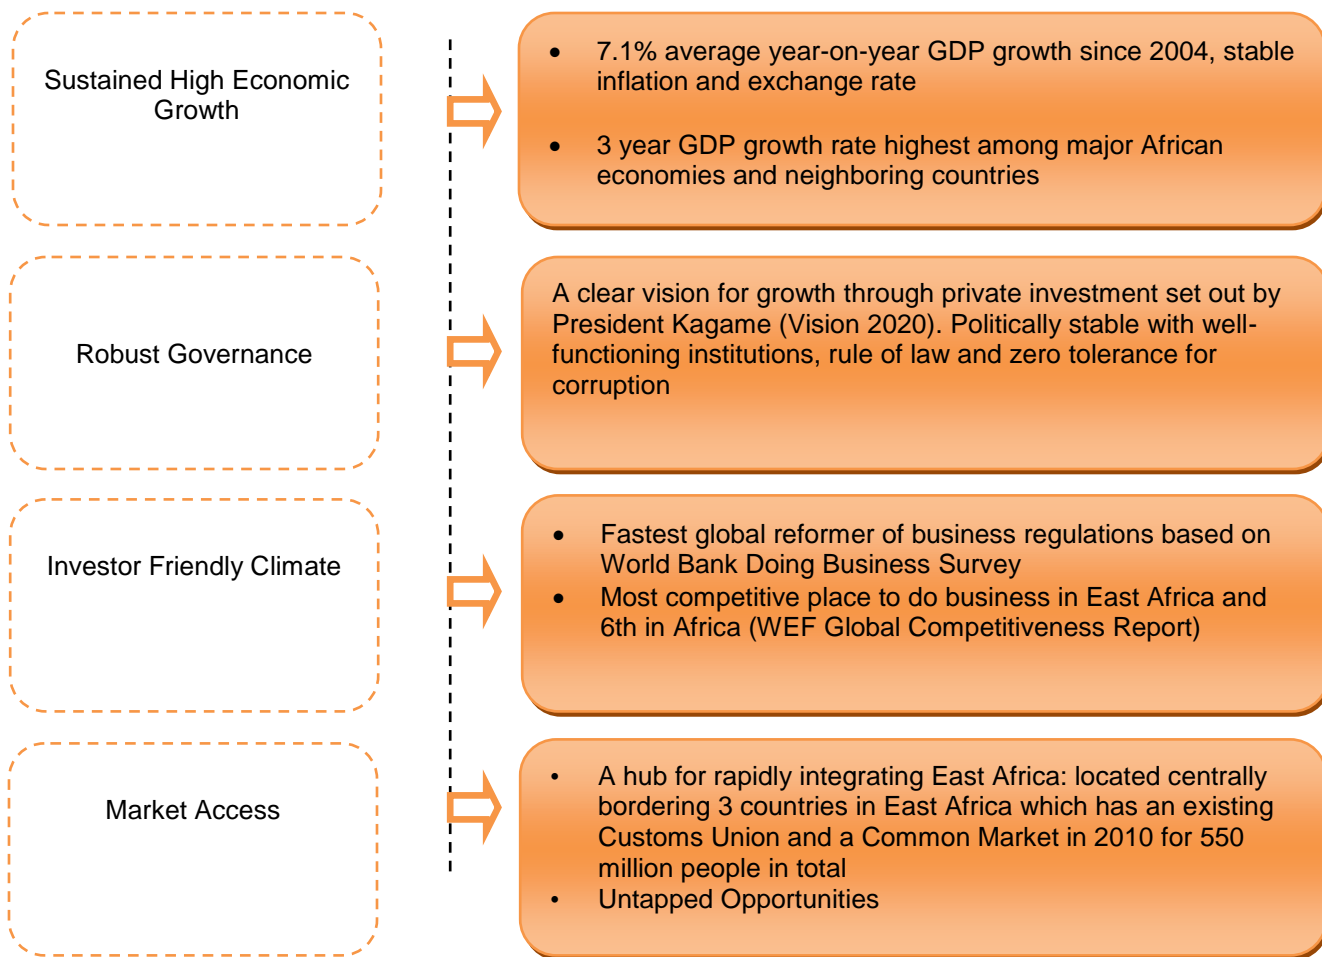 Sustained High Economic
Growth
• 7.1% average year-on-year GDP growth since 2004, stable
inflation and exchange rate
• 3 year GDP growth rate highest among major African
economies and neighboring countries
Robust Governance
A clear vision for growth through private investment set out by
President Kagame (Vision 2020). Politically stable with well-
functioning institutions, rule of law and zero tolerance for
corruption
Investor Friendly Climate
• Fastest global reformer of business regulations based on
World Bank Doing Business Survey
• Most competitive place to do business in East Africa and
6th in Africa (WEF Global Competitiveness Report)
Market Access
• A hub for rapidly integrating East Africa: located centrally
bordering 3 countries in East Africa which has an existing
Customs Union and a Common Market in 2010 for 550
million people in total
• Untapped Opportunities